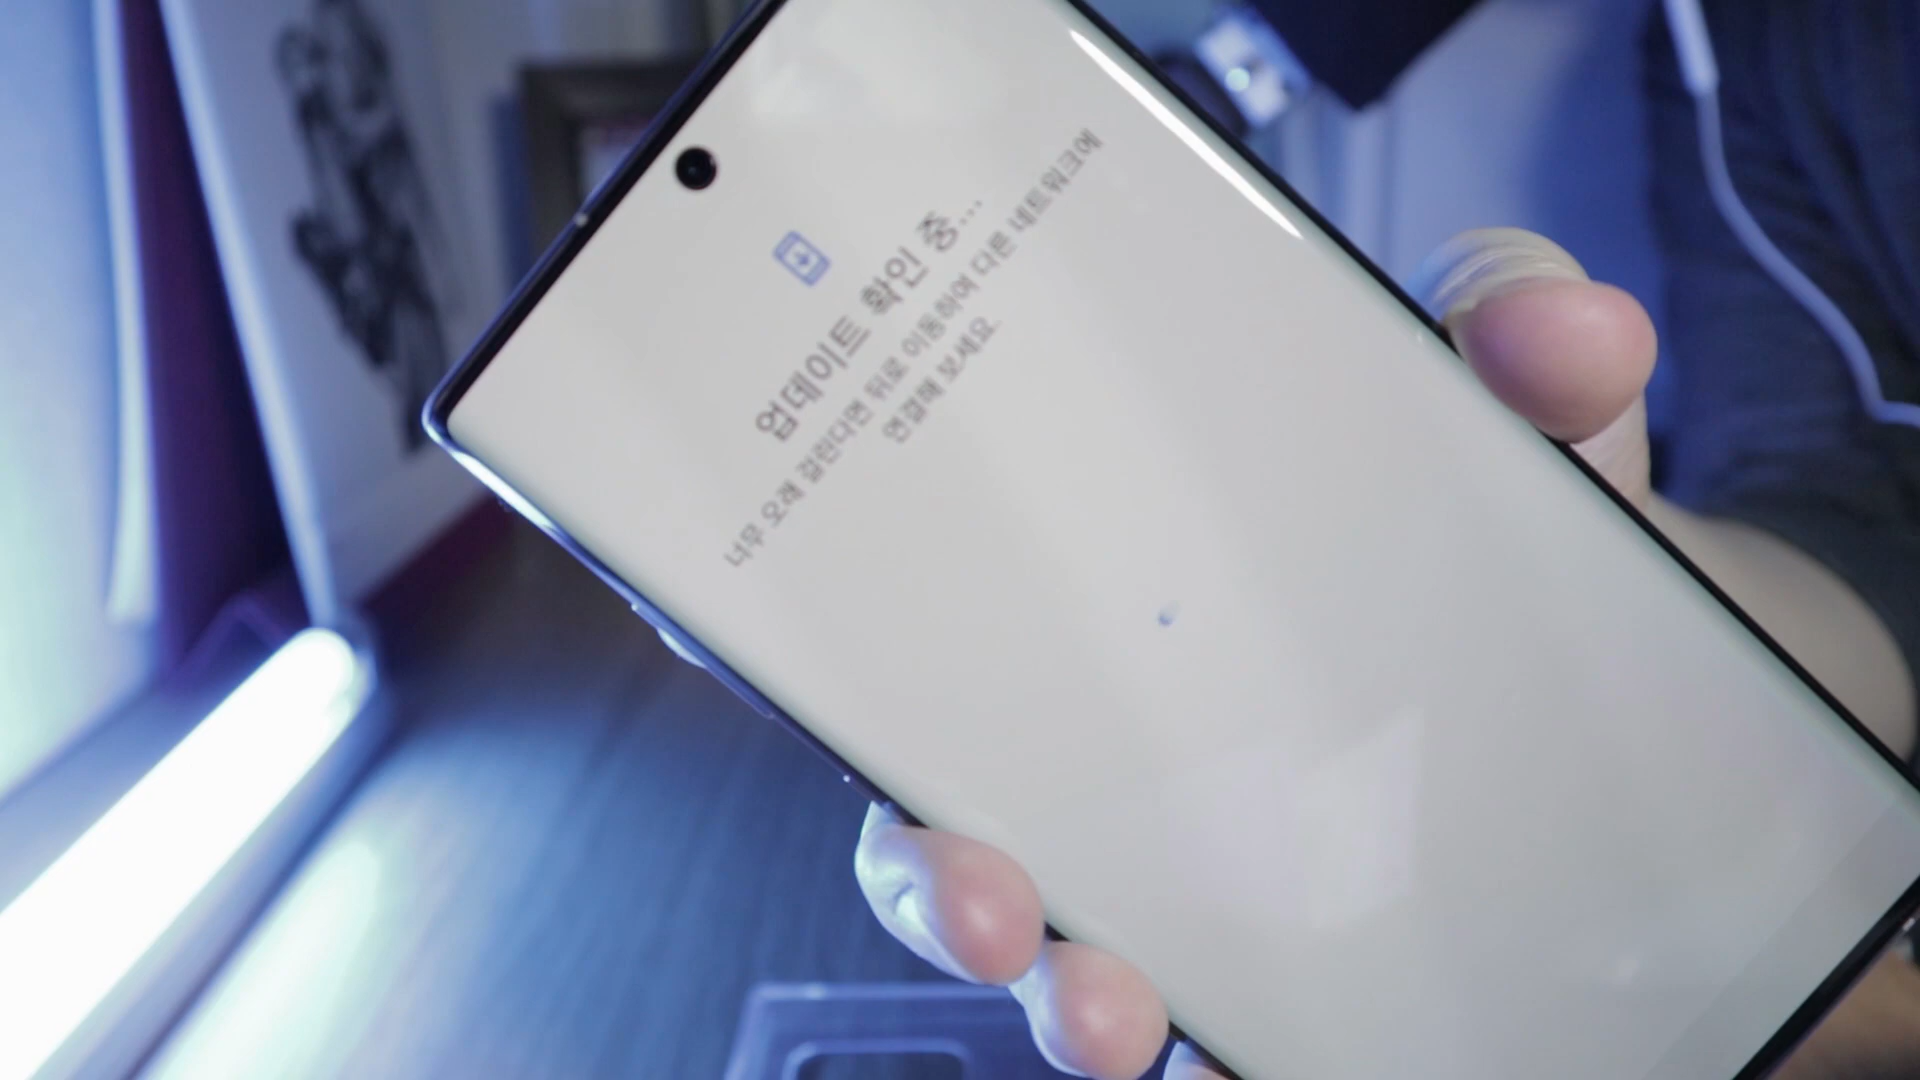 업데이트 확인 중...
너무 오래 걸린다면 뒤로 이동하여 다른 네트워크에
연결해 보세요.